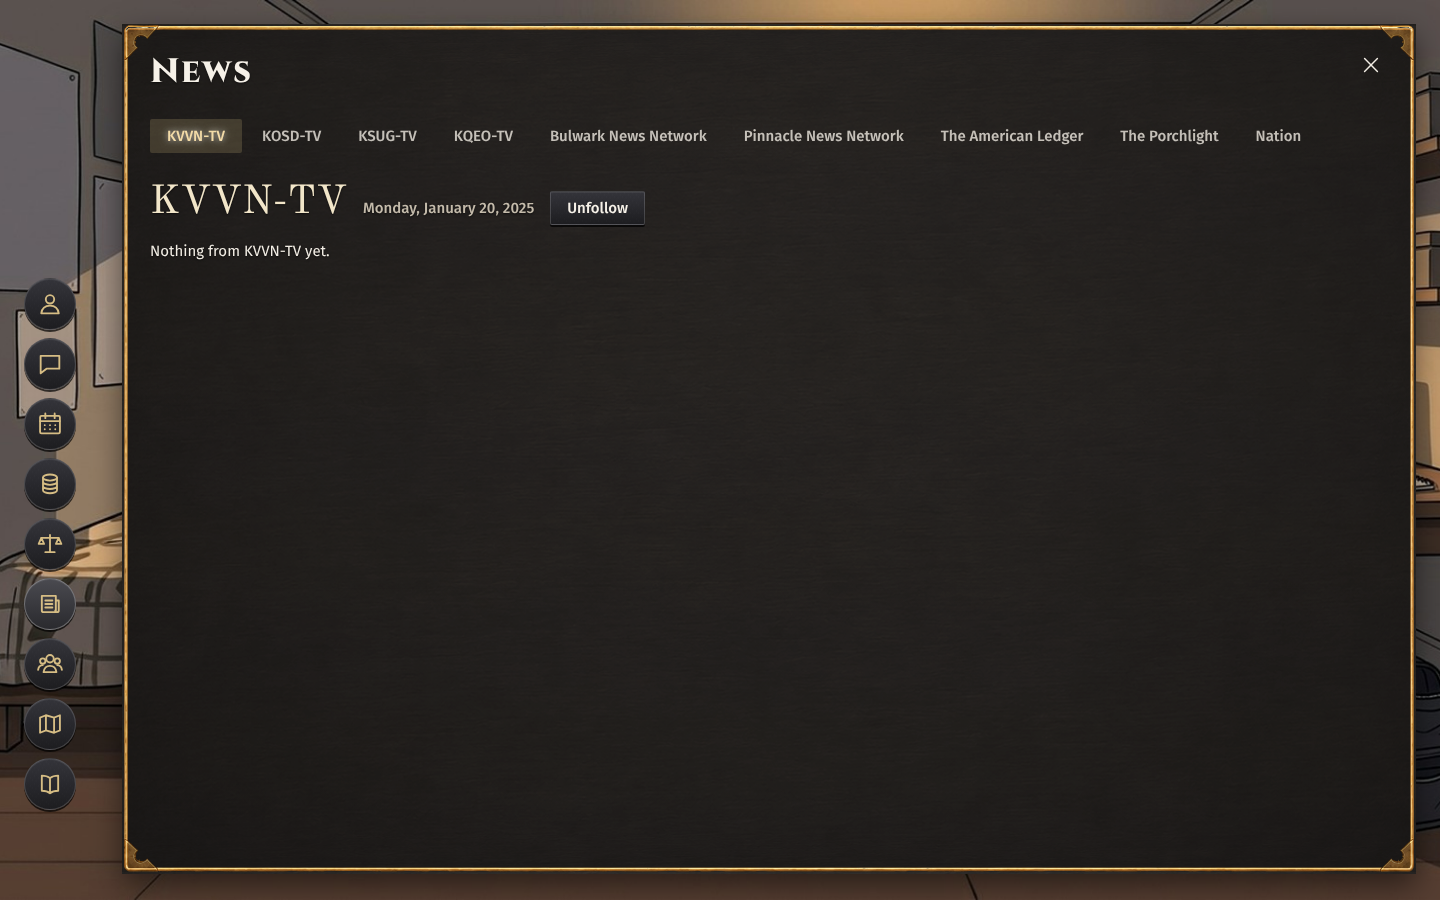 News
KVVN-TV KOSD-TV KSUG-TV KQEO-TV Bulwark News Network Pinnacle News Network The American Ledger The Porchlight Nation
KVVN-TV Monday, January 20, 2025 Unfollow
Nothing from KVVN-TV yet.